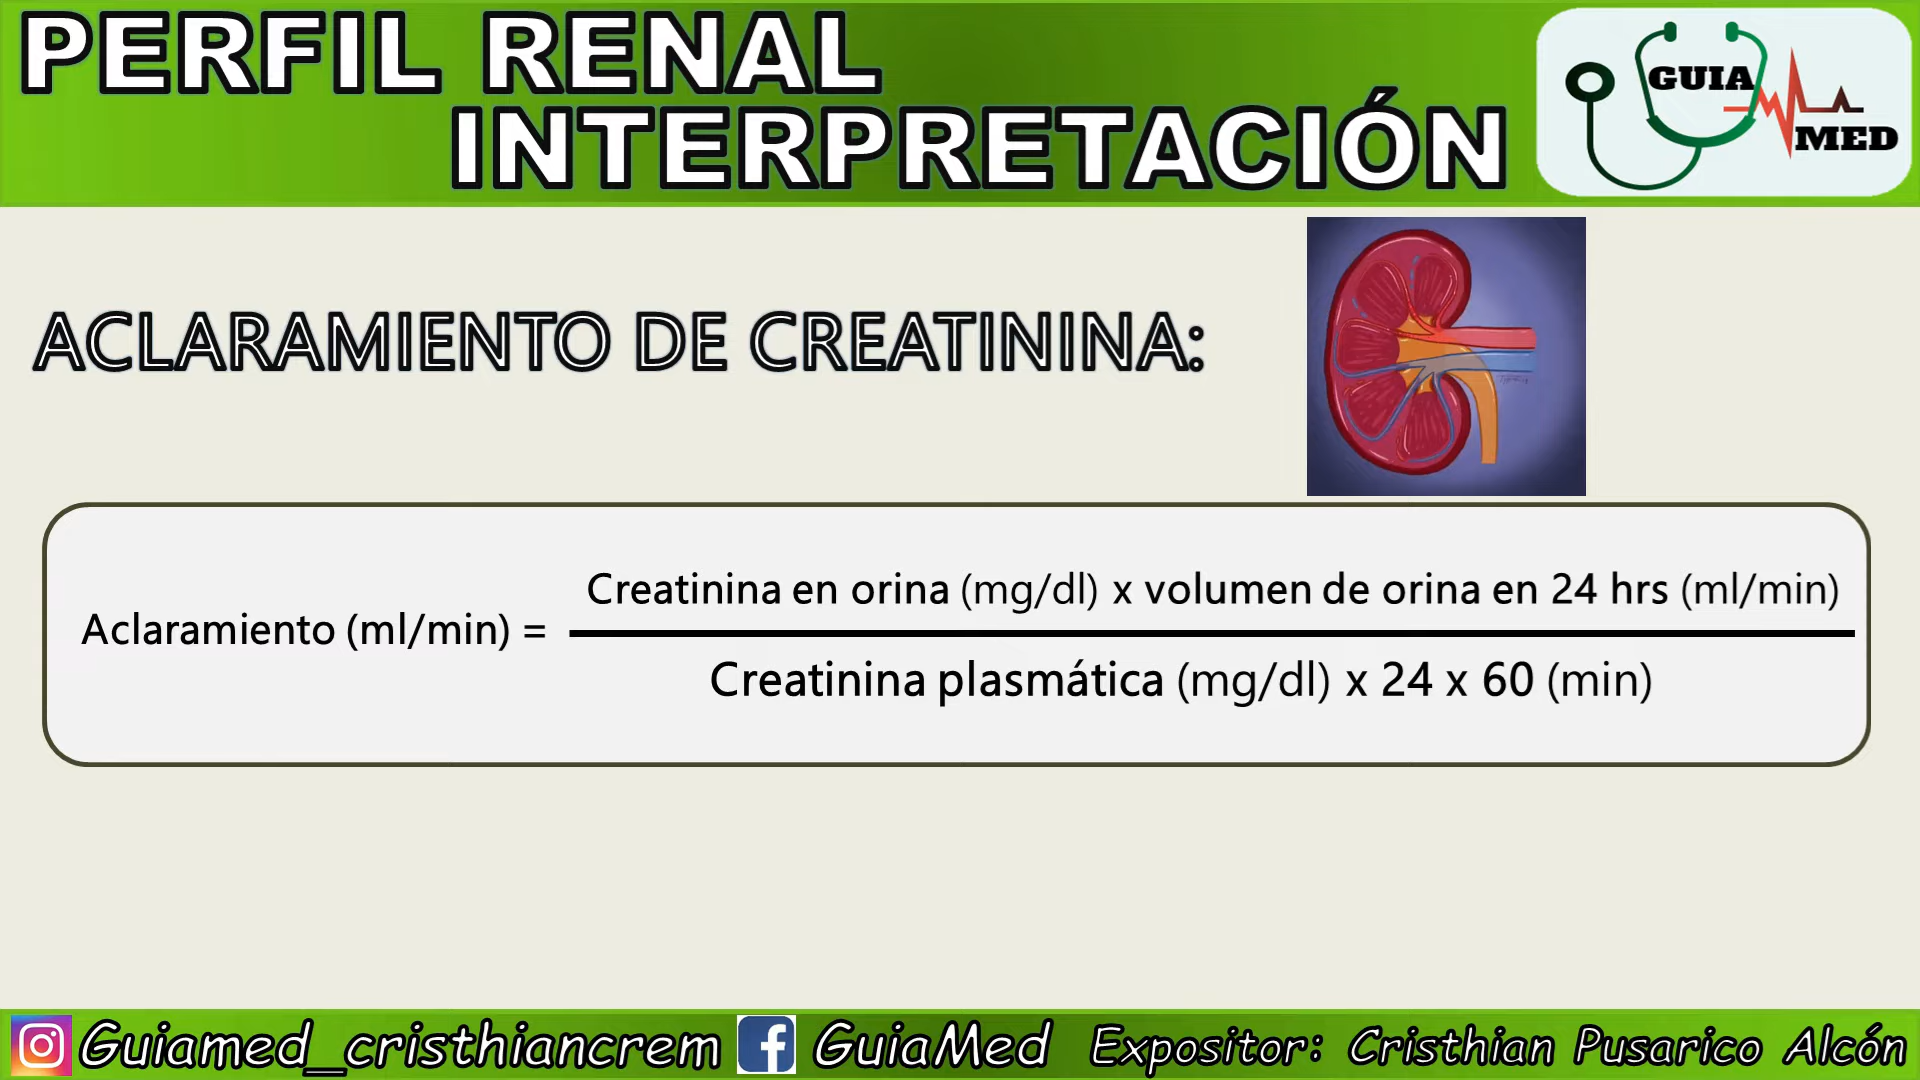 PERFIL RENAL
INTERPRETACIÓN
GUIA
MED
ACLARAMIENTO DE CREATININA:
Aclaramiento (ml/min) =
Creatinina en orina (mg/dl) x volumen de orina en 24 hrs (ml/min)
Creatinina plasmática (mg/dl) x 24 x 60 (min)
Guiamed_cristhiancrem
GuiaMed
Expositor: Cristhian Pusarico Alcón